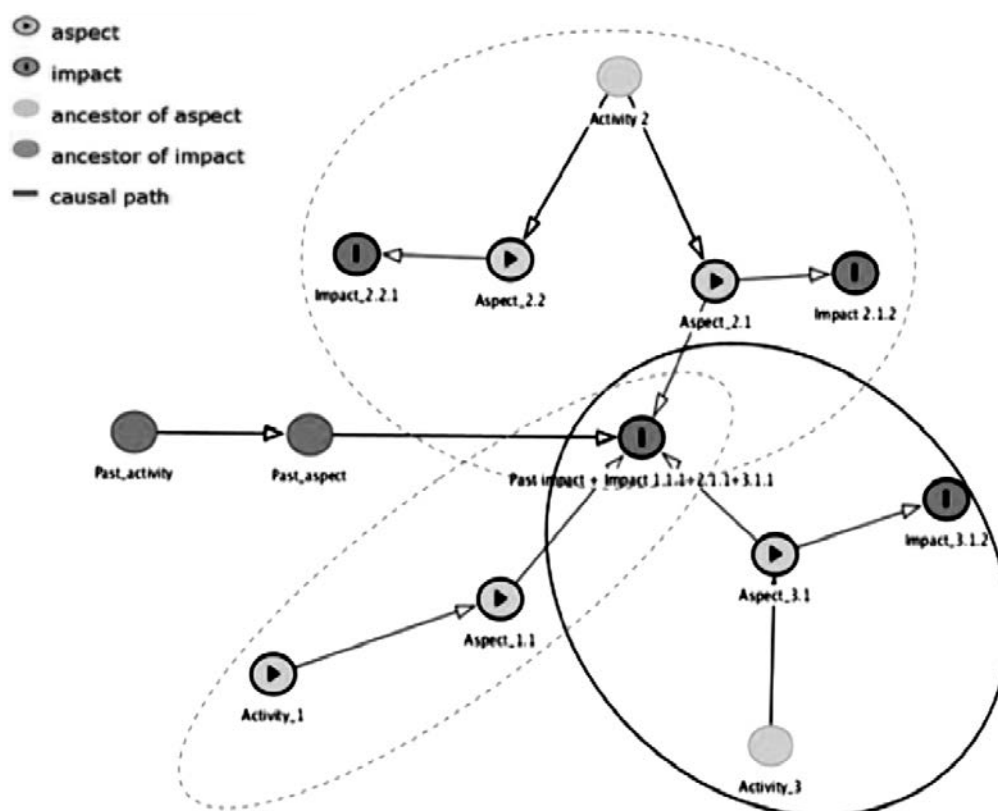 aspect
impact
ancestor of aspect
ancestor of impact
causal path
Activity 2
Impact_2.2.1
Aspect_2.2
Aspect_2.1
Impact 2.1.2
Past_activity
Past_aspect
Past impact + Impact 1.1.1+2.1.1+3.1.1
Impact_3.1.2
Aspect_3.1
Aspect_1.1
Activity_1
Activity_3